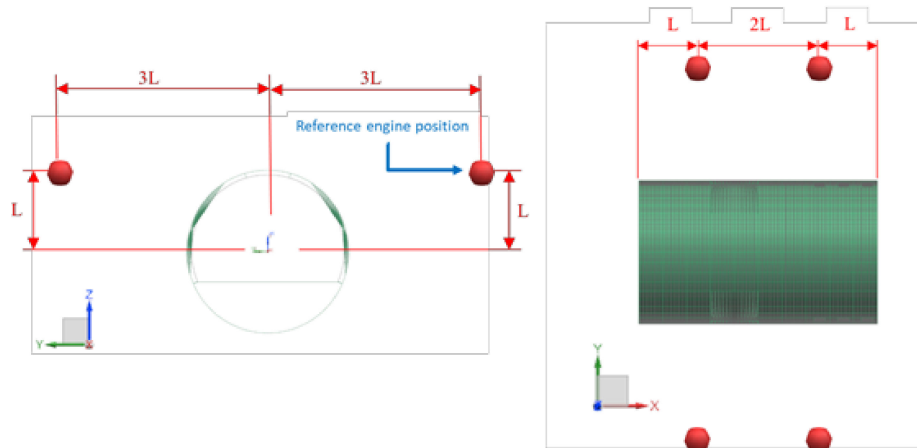 3L 3L
Reference engine position
L L
Z
Y X
L 2L L
Y
Z X